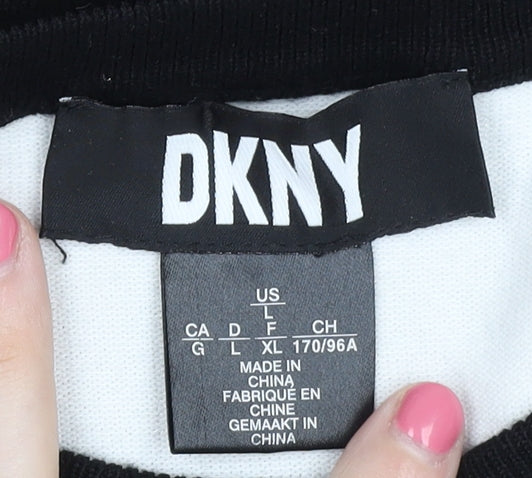 DKNY
US
L
CA D F CH
G L XL 170/96A
MADE IN
CHINA
FABRIQUÉ EN
CHINE
GEMAAKT IN
CHINA